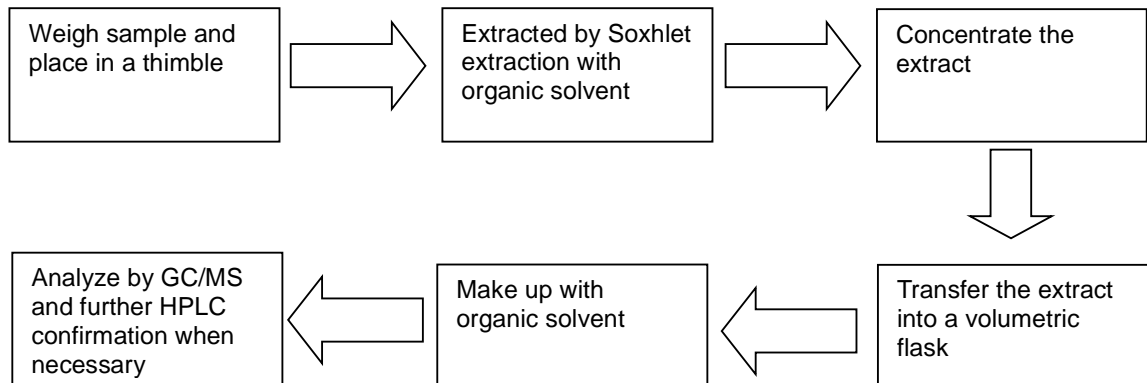 Weigh sample and
place in a thimble
Extracted by Soxhlet
extraction with
organic solvent
Concentrate the
extract
Transfer the extract
into a volumetric
flask
Make up with
organic solvent
Analyze by GC/MS
and further HPLC
confirmation when
necessary